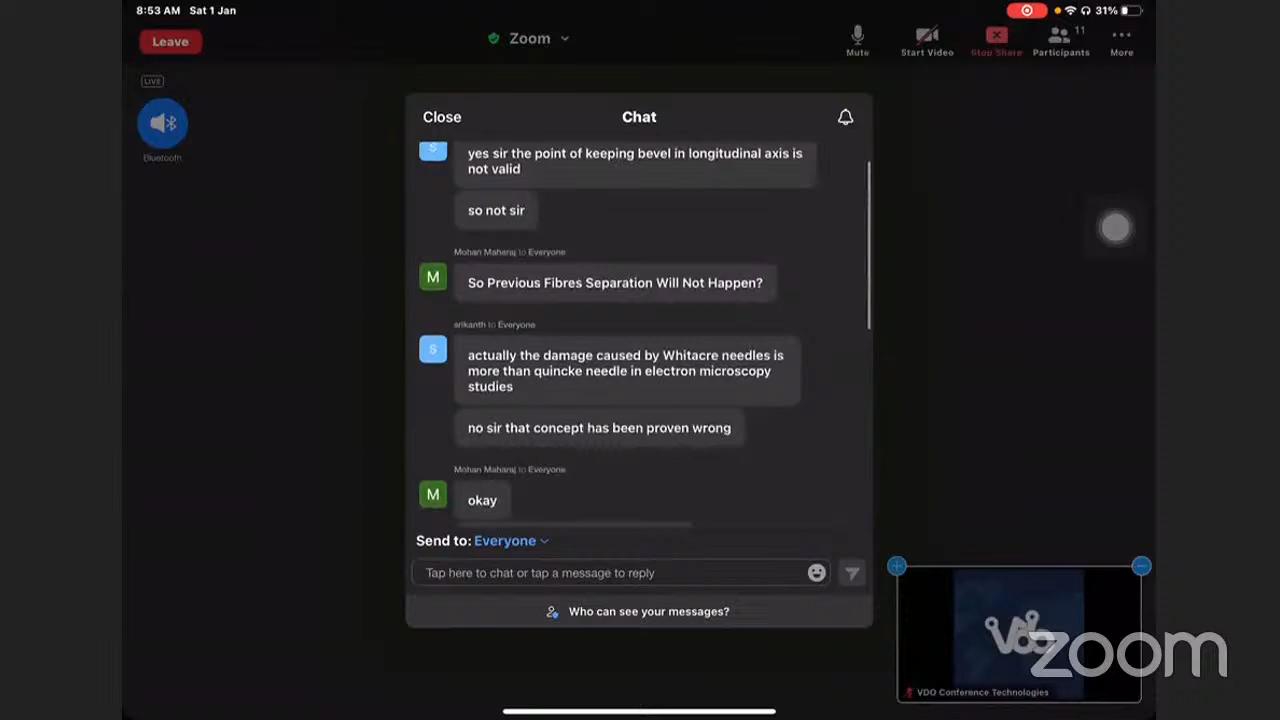 8:53 AM Sat 1 Jan
31%
Leave
Zoom
Mute
Start Video
Stop Share
11
Participants
More
LIVE
Bluetooth
Close
Chat
S
yes sir the point of keeping bevel in longitudinal axis is
not valid
so not sir
Mohan Maharaj to Everyone
M
So Previous Fibres Separation Will Not Happen?
srikanth to Everyone
S
actually the damage caused by Whitacre needles is
more than quincke needle in electron microscopy
studies
no sir that concept has been proven wrong
Mohan Maharaj to Everyone
M
okay
Send to: Everyone
Tap here to chat or tap a message to reply
Who can see your messages?
VDO
zoom
VDO Conference Technologies